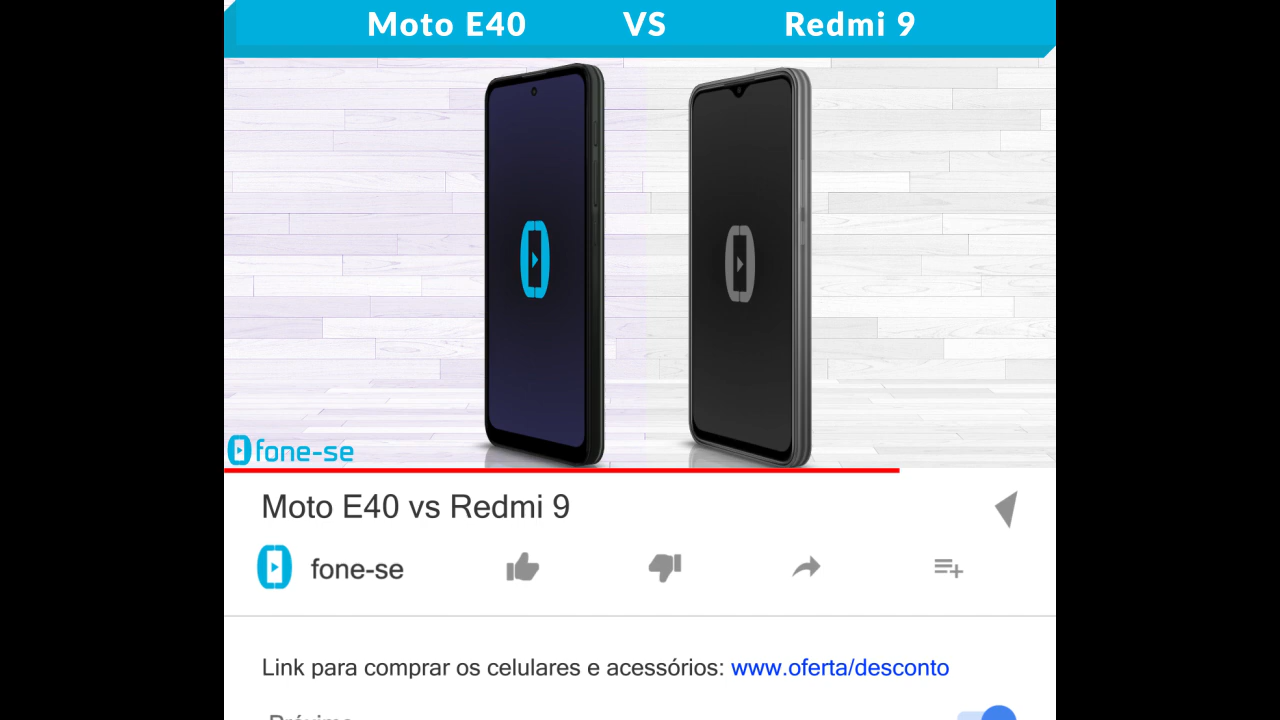 Moto E40 VS Redmi 9
fone-se
Moto E40 vs Redmi 9
fone-se
Link para comprar os celulares e acessórios: www.oferta/desconto
Próximo